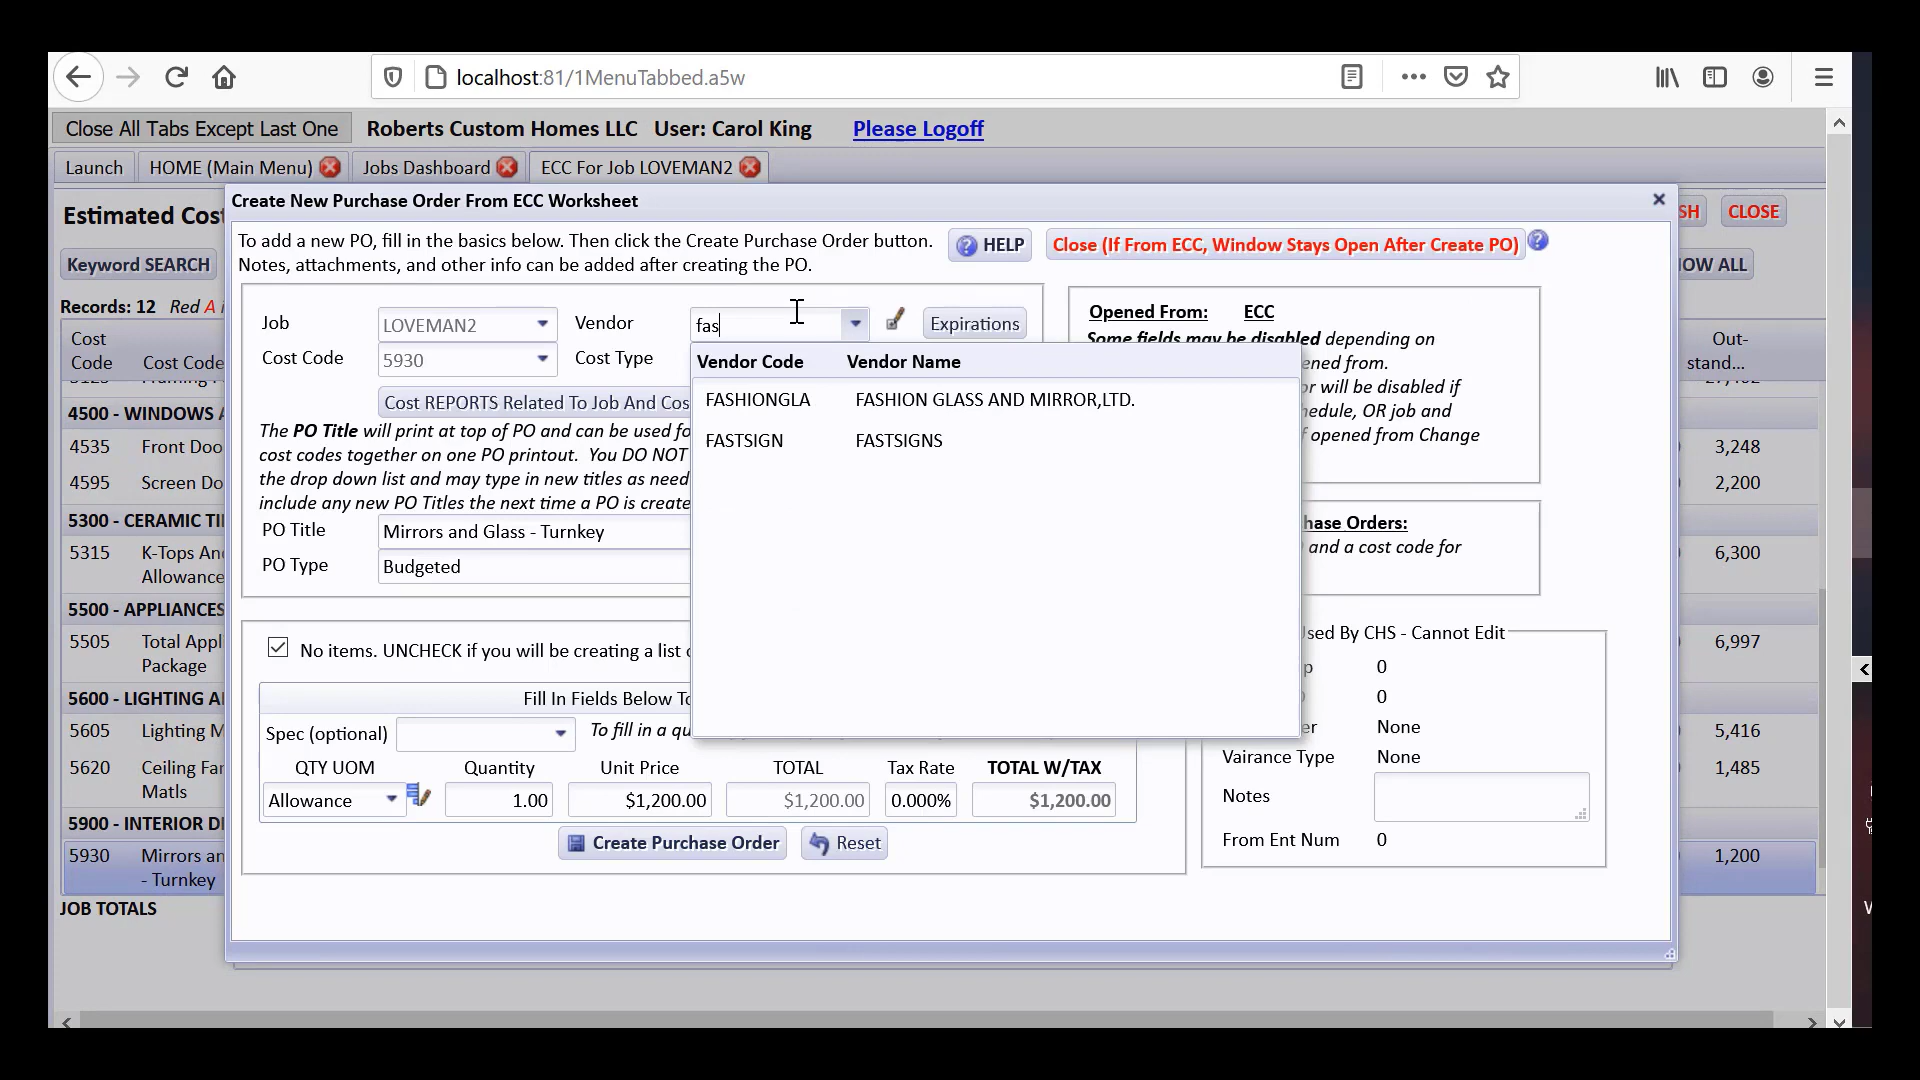 localhost:81/1MenuTabbed.a5w
Close All Tabs Except Last One Roberts Custom Homes LLC User: Carol King Please Logoff
Launch HOME (Main Menu) Jobs Dashboard ECC For Job LOVEMAN2
Create New Purchase Order From ECC Worksheet
Estimated Cos SH CLOSE
To add a new PO, fill in the basics below. Then click the Create Purchase Order button. HELP Close (If From ECC, Window Stays Open After Create PO)
Notes, attachments, and other info can be added after creating the PO.
Keyword SEARCH OW ALL
Records: 12 Red A i
Job LOVEMAN2 Vendor fas Expirations
Opened From: ECC
Some fields may be disabled depending on
Cost Code 5930 Cost Type
Vendor Code Vendor Name
ened from.
or will be disabled if
hedule, OR job and
f opened from Change
FASHIONGLA FASHION GLASS AND MIRROR,LTD.
FASTSIGN FASTSIGNS
Cost REPORTS Related To Job And Cos
The PO Title will print at top of PO and can be used fo
cost codes together on one PO printout. You DO NOT
the drop down list and may type in new titles as need
include any new PO Titles the next time a PO is create
PO Title Mirrors and Glass - Turnkey
PO Type Budgeted
hase Orders:
and a cost code for
No items. UNCHECK if you will be creating a list o
Fill In Fields Below To
Spec (optional) To fill in a qu
QTY UOM Quantity Unit Price TOTAL Tax Rate TOTAL W/TAX
Allowance 1.00 $1,200.00 $1,200.00 0.000% $1,200.00
Create Purchase Order Reset
Used By CHS - Cannot Edit
p 0
0
er None
Vairance Type None
Notes
From Ent Num 0
Cost
Code Cost Code
Out-
stand...
4500 - WINDOWS A
4535 Front Doo 3,248
4595 Screen Do 2,200
5300 - CERAMIC TI
5315 K-Tops And
Allowance 6,300
5500 - APPLIANCES
5505 Total Appl
Package 6,997
5600 - LIGHTING A
5605 Lighting M 5,416
5620 Ceiling Fan
Matls 1,485
5900 - INTERIOR D
5930 Mirrors an
- Turnkey 1,200
JOB TOTALS